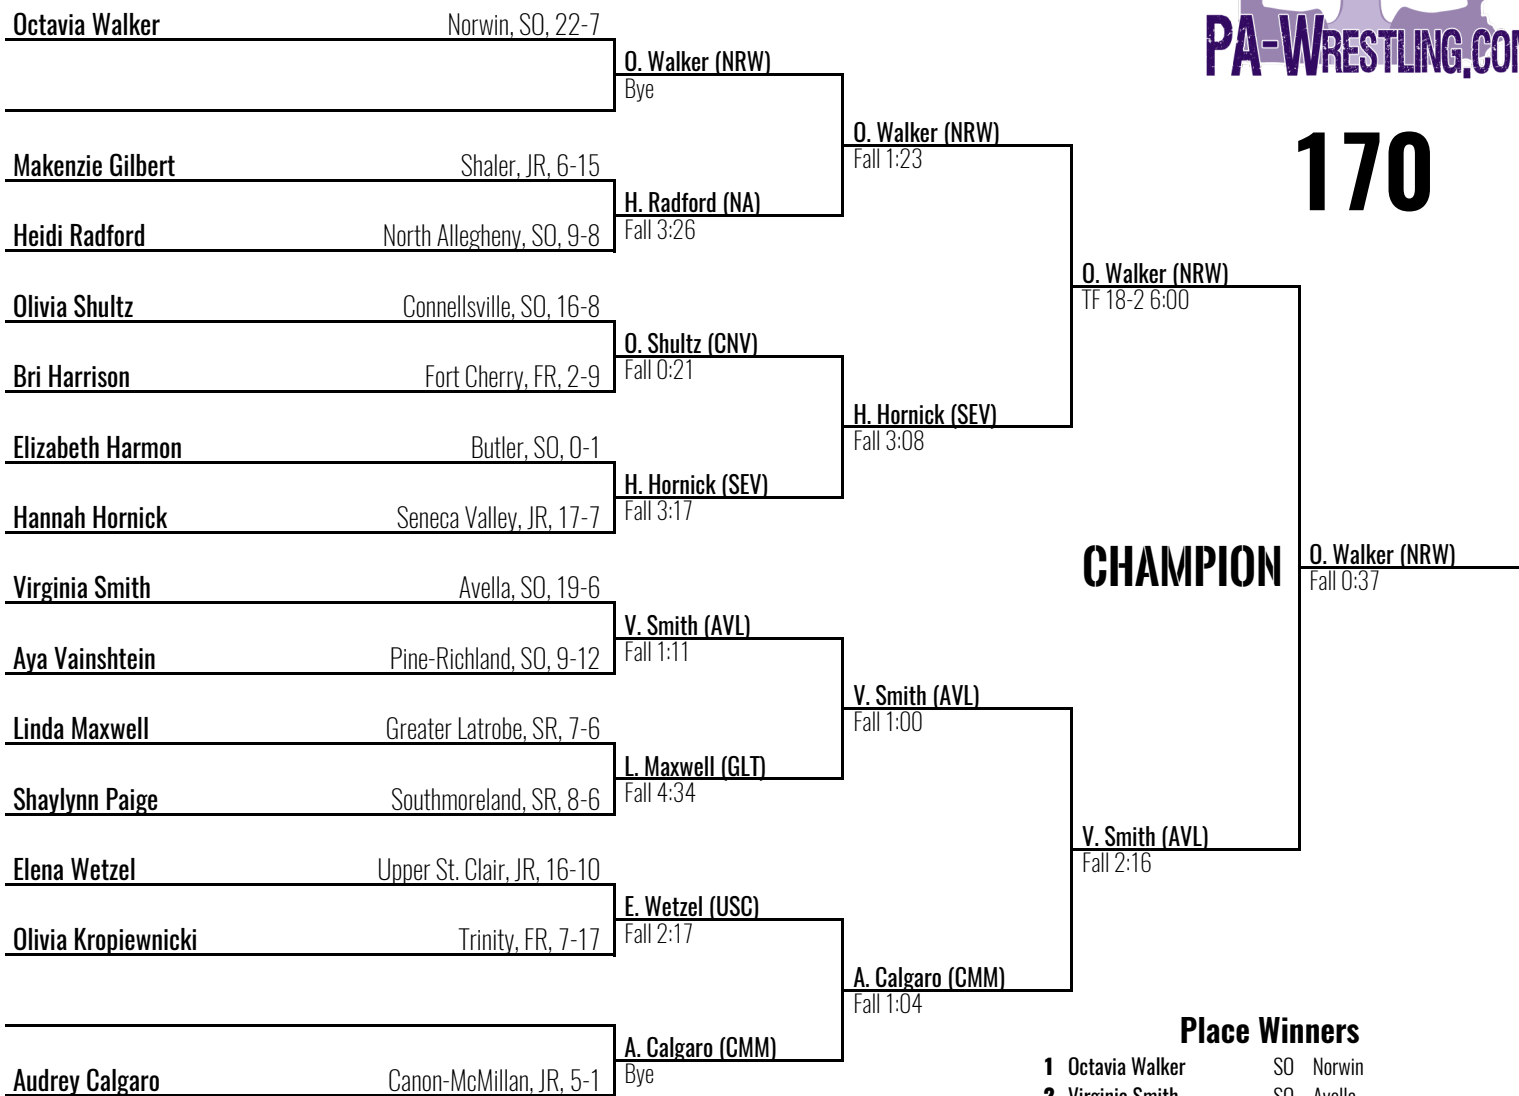 PA-WRESTLING.COM
170
Octavia Walker Norwin, SO, 22-7
O. Walker (NRW)
Bye
O. Walker (NRW)
Fall 1:23
Makenzie Gilbert Shaler, JR, 6-15
H. Radford (NA)
Fall 3:26
Heidi Radford North Allegheny, SO, 9-8
O. Walker (NRW)
TF 18-2 6:00
Olivia Shultz Connellsville, SO, 16-8
O. Shultz (CNV)
Fall 0:21
Bri Harrison Fort Cherry, FR, 2-9
H. Hornick (SEV)
Fall 3:08
Elizabeth Harmon Butler, SO, 0-1
H. Hornick (SEV)
Fall 3:17
Hannah Hornick Seneca Valley, JR, 17-7
CHAMPION
O. Walker (NRW)
Fall 0:37
Virginia Smith Avella, SO, 19-6
V. Smith (AVL)
Fall 1:11
Aya Vainshtein Pine-Richland, SO, 9-12
V. Smith (AVL)
Fall 1:00
Linda Maxwell Greater Latrobe, SR, 7-6
L. Maxwell (GLT)
Fall 4:34
Shaylynn Paige Southmoreland, SR, 8-6
V. Smith (AVL)
Fall 2:16
Elena Wetzel Upper St. Clair, JR, 16-10
E. Wetzel (USC)
Fall 2:17
Olivia Kropiewnicki Trinity, FR, 7-17
A. Calgaro (CMM)
Fall 1:04
A. Calgaro (CMM)
Bye
Audrey Calgaro Canon-McMillan, JR, 5-1
Place Winners
1 Octavia Walker SO Norwin
2 Virginia Smith SO Avella